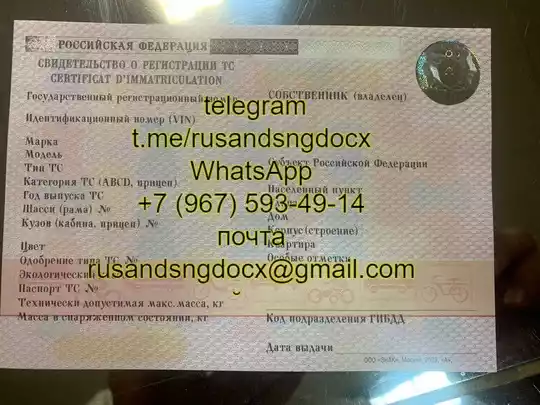 РОССИЙСКАЯ ФЕДЕРАЦИЯ
СВИДЕТЕЛЬСТВО О РЕГИСТРАЦИИ ТС
CERTIFICAT D'IMMATRICULATION
Государственный регистрационный номер
СОБСТВЕННИК (владелец)
telegram
Идентификационный номер (VIN)
t.me/rusandsngdocx
Марка
Модель
Тип ТС
Субъект Российской Федерации
WhatsApp
Категория ТС (ABCD, прицеп)
Населенный пункт
Год выпуска ТС
+7 (967) 593-49-14
Шасси (рама) №
Дом
Кузов (кабина, прицеп) №
Корпус(строение)
почта
Квартира
Цвет
Особые отметки
Одобрение типа ТС №
rusandsngdocx@gmail.com
Паспорт ТС №
Технически допустимая макс.масса, кг
Масса в снаряженном состоянии, кг
Код подразделения ГИБДД
Дата выдачи